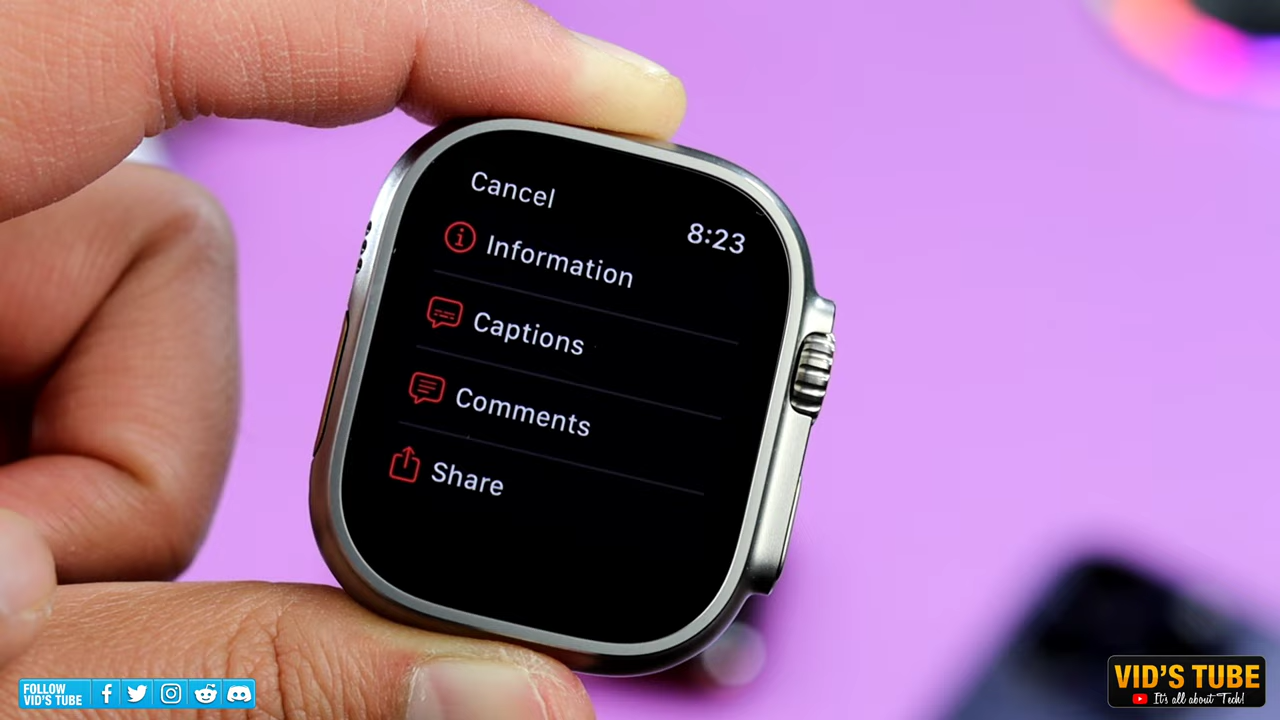 Cancel
8:23
Information
Captions
Comments
Share
FOLLOW
VID'S TUBE
VID'S TUBE
It's all about Tech!